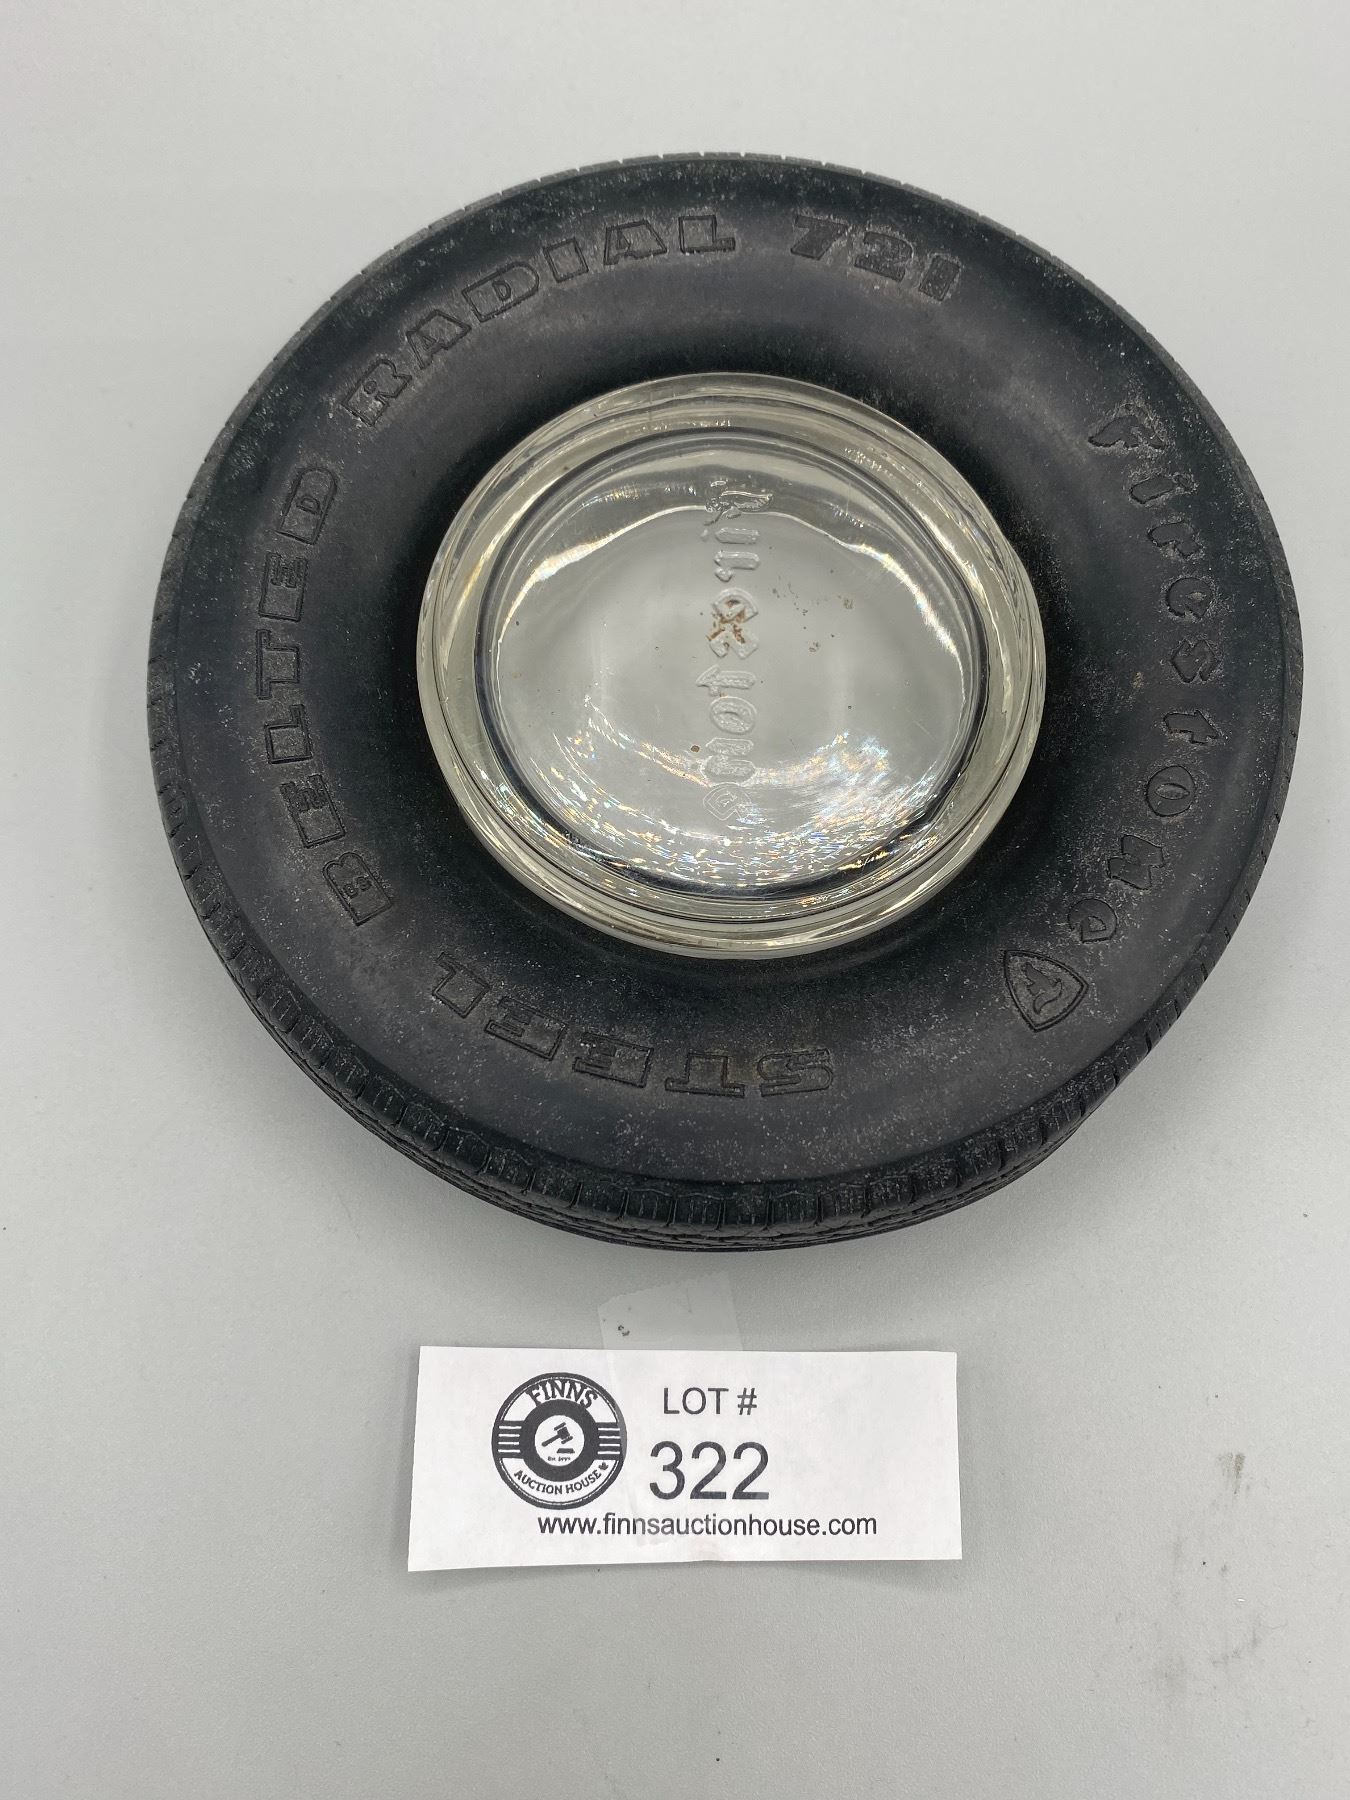 Firestone
STEEL BELTED RADIAL 721
F
Firestone
FINNS
AUCTION HOUSE
LOT #
322
www.finnsauctionhouse.com